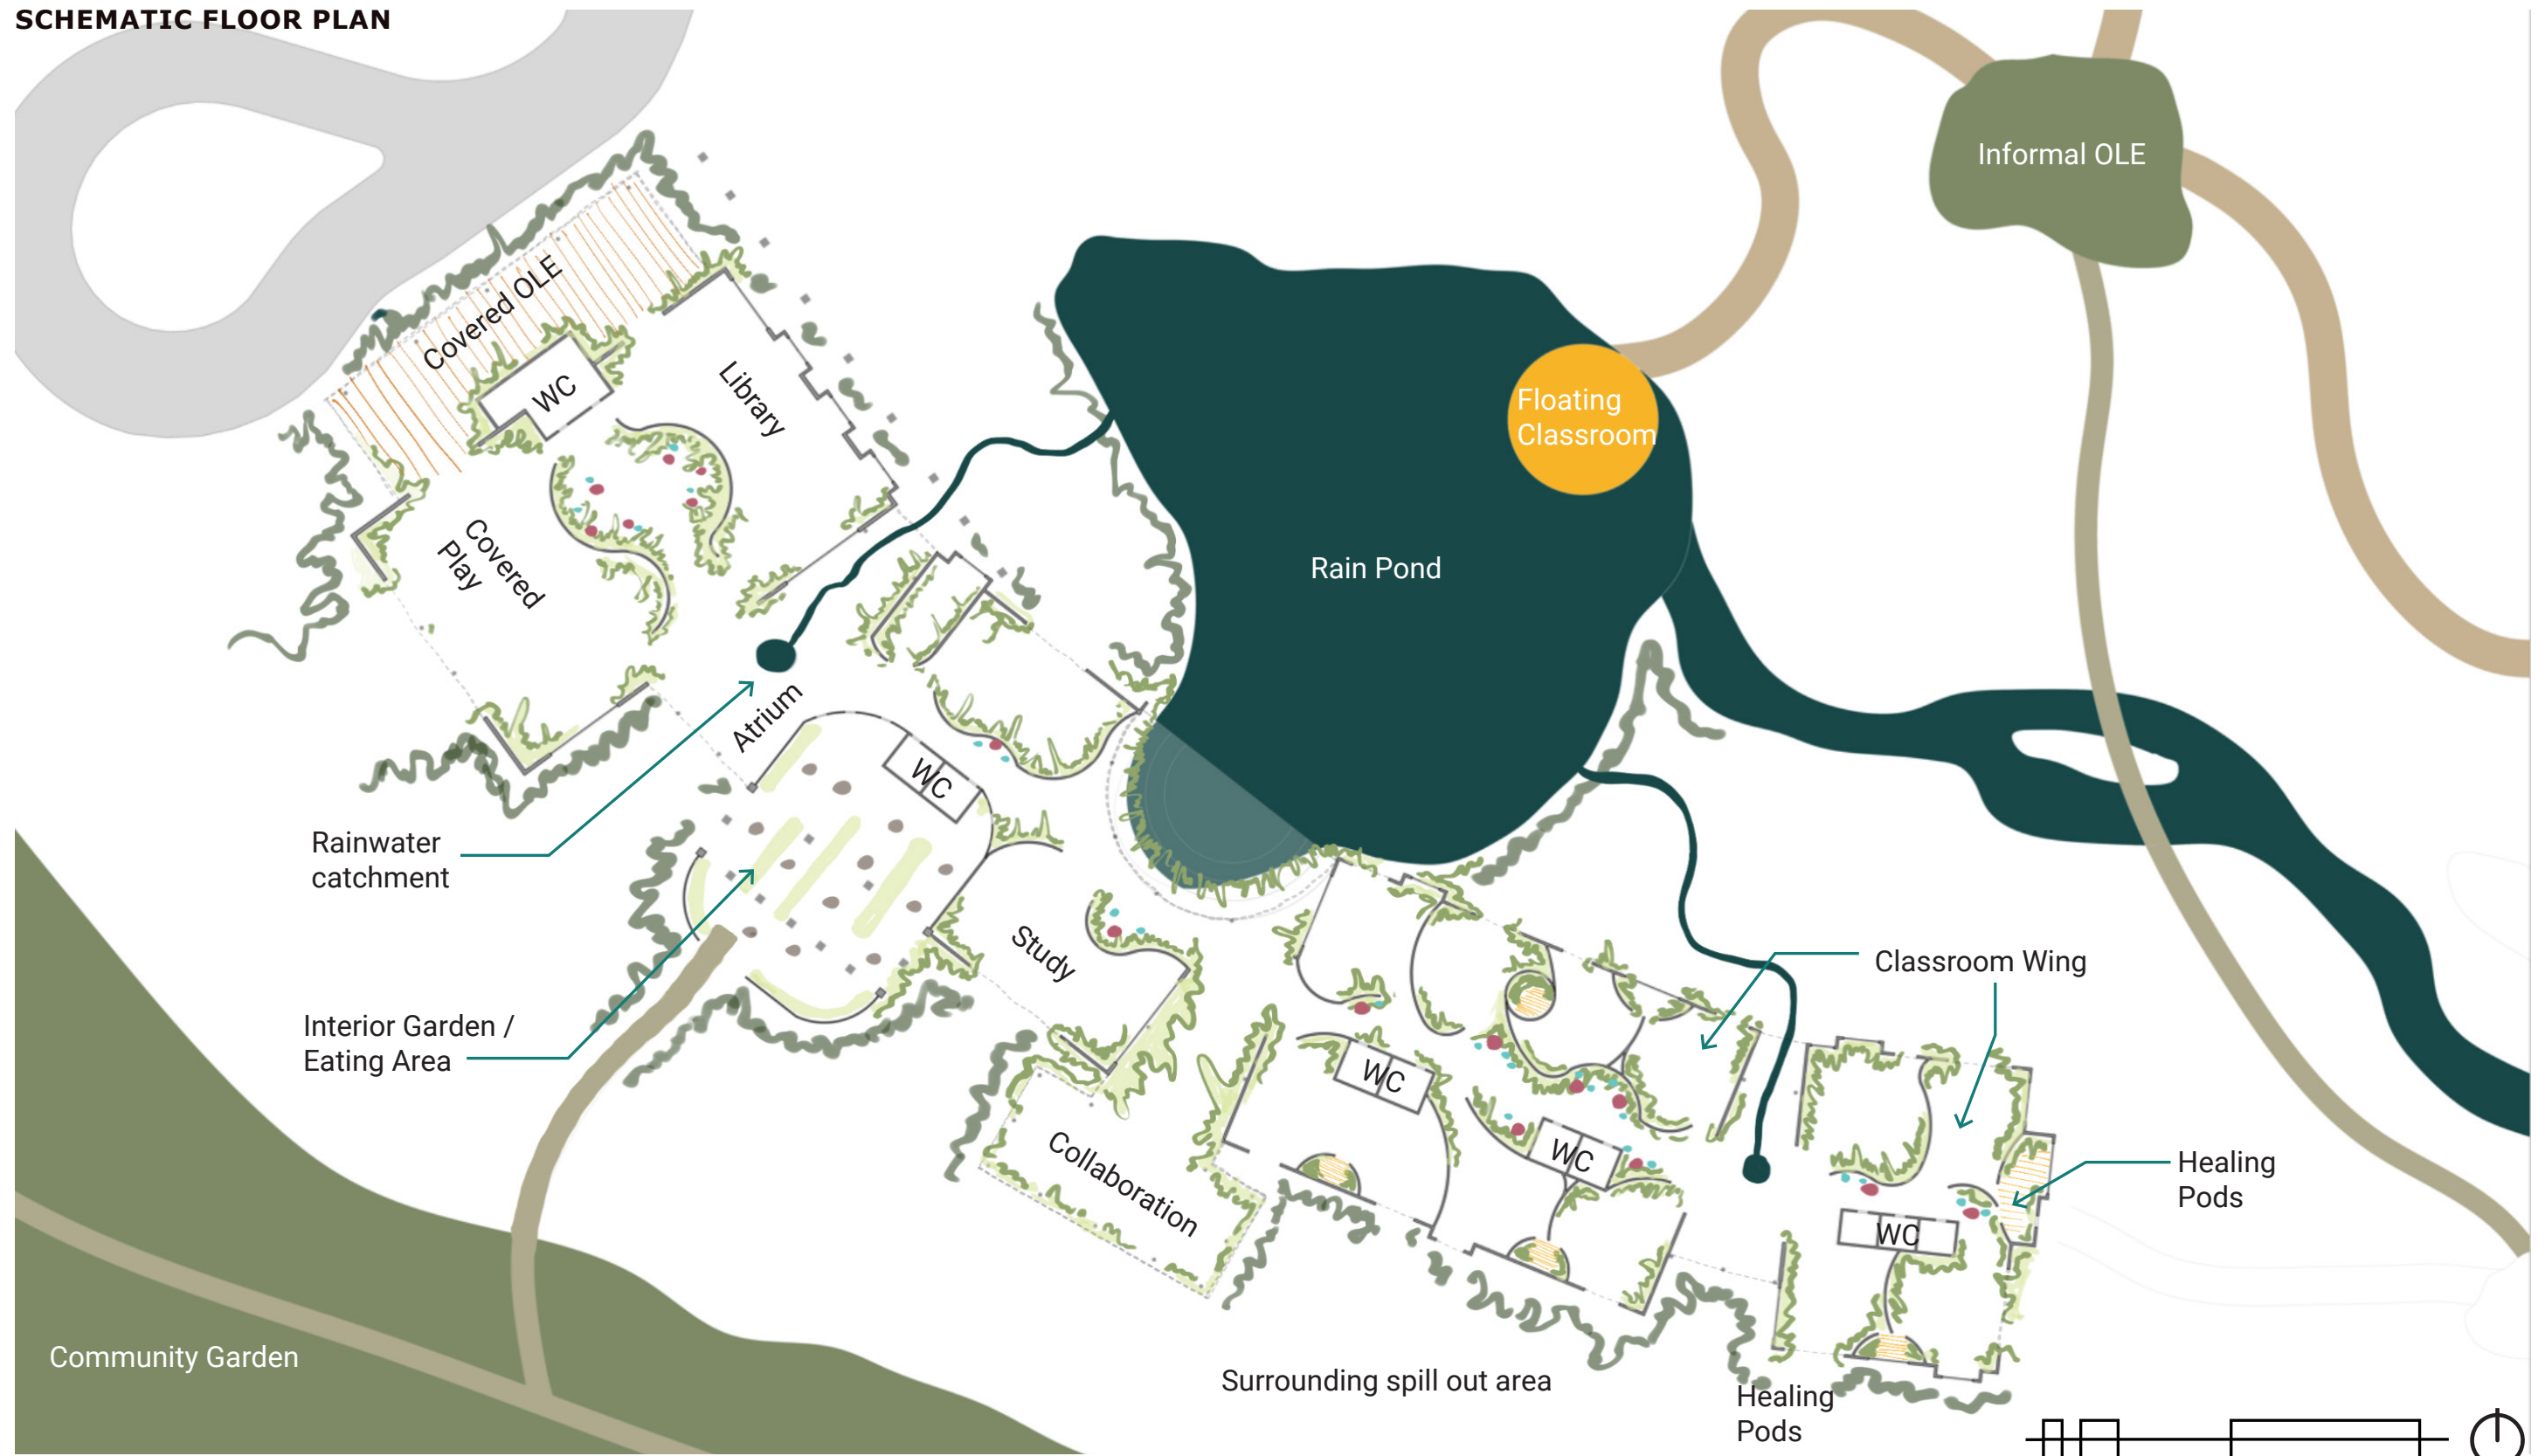 SCHEMATIC FLOOR PLAN
Informal OLE
Covered OLE
WC
Library
Floating
Classroom
Covered
Play
Rain Pond
Atrium
WC
Rainwater
catchment
Study
Classroom Wing
Interior Garden /
Eating Area
WC
WC
Collaboration
Healing
Pods
WC
Community Garden
Surrounding spill out area
Healing
Pods